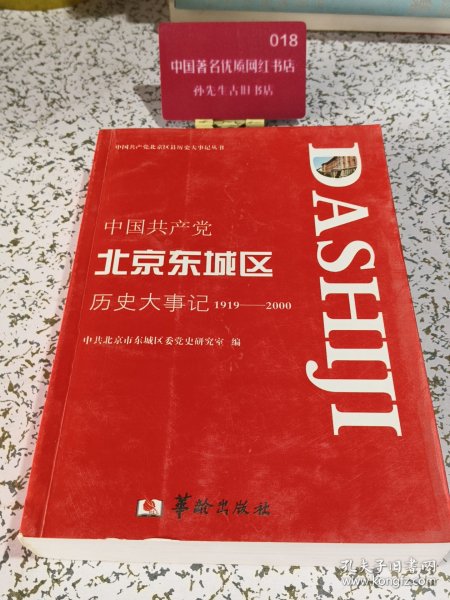 018
中国著名优质网红书店
孙先生古旧书店
中国共产党北京区县历史大事记丛书
DASHIJI
中国共产党
北京东城区
历史大事记 1919——2000
中共北京市东城区委党史研究室 编
华龄出版社
孔夫子旧书网
www.kongfz.com